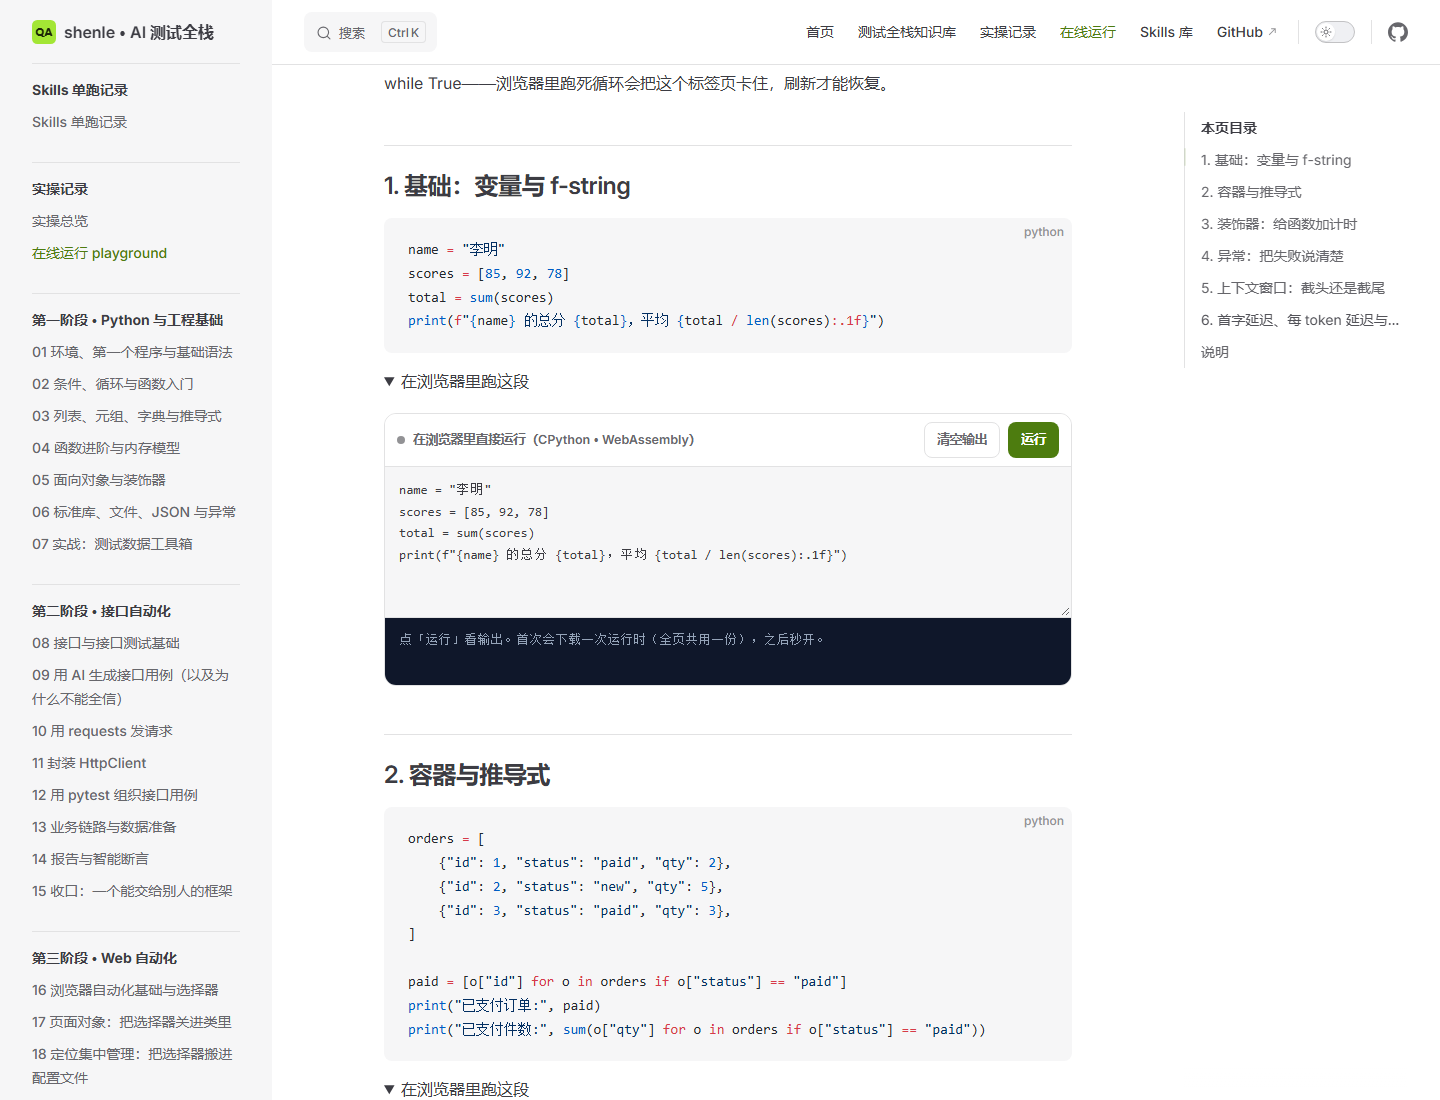 QA shenle • AI 测试全栈
搜索 Ctrl K
首页 测试全栈知识库 实操记录 在线运行 Skills 库 GitHub ↗
Skills 单跑记录
Skills 单跑记录
实操记录
实操总览
在线运行 playground
第一阶段 • Python 与工程基础
01 环境、第一个程序与基础语法
02 条件、循环与函数入门
03 列表、元组、字典与推导式
04 函数进阶与内存模型
05 面向对象与装饰器
06 标准库、文件、JSON 与异常
07 实战：测试数据工具箱
第二阶段 • 接口自动化
08 接口与接口测试基础
09 用 AI 生成接口用例（以及为
什么不能全信）
10 用 requests 发请求
11 封装 HttpClient
12 用 pytest 组织接口用例
13 业务链路与数据准备
14 报告与智能断言
15 收口：一个能交给别人的框架
第三阶段 • Web 自动化
16 浏览器自动化基础与选择器
17 页面对象：把选择器关进类里
18 定位集中管理：把选择器搬进
配置文件
while True——浏览器里跑死循环会把这个标签页卡住，刷新才能恢复。
1. 基础：变量与 f-string
python
name = "李明"
scores = [85, 92, 78]
total = sum(scores)
print(f"{name} 的总分 {total}，平均 {total / len(scores):.1f}")
▼ 在浏览器里跑这段
在浏览器里直接运行（CPython • WebAssembly）
清空输出 运行
name = "李明"
scores = [85, 92, 78]
total = sum(scores)
print(f"{name} 的总分 {total}，平均 {total / len(scores):.1f}")
点「运行」看输出。首次会下载一次运行时（全页共用一份），之后秒开。
2. 容器与推导式
python
orders = [
    {"id": 1, "status": "paid", "qty": 2},
    {"id": 2, "status": "new", "qty": 5},
    {"id": 3, "status": "paid", "qty": 3},
]
paid = [o["id"] for o in orders if o["status"] == "paid"]
print("已支付订单:", paid)
print("已支付件数:", sum(o["qty"] for o in orders if o["status"] == "paid"))
▼ 在浏览器里跑这段
本页目录
1. 基础：变量与 f-string
2. 容器与推导式
3. 装饰器：给函数加计时
4. 异常：把失败说清楚
5. 上下文窗口：截头还是截尾
6. 首字延迟、每 token 延迟与...
说明